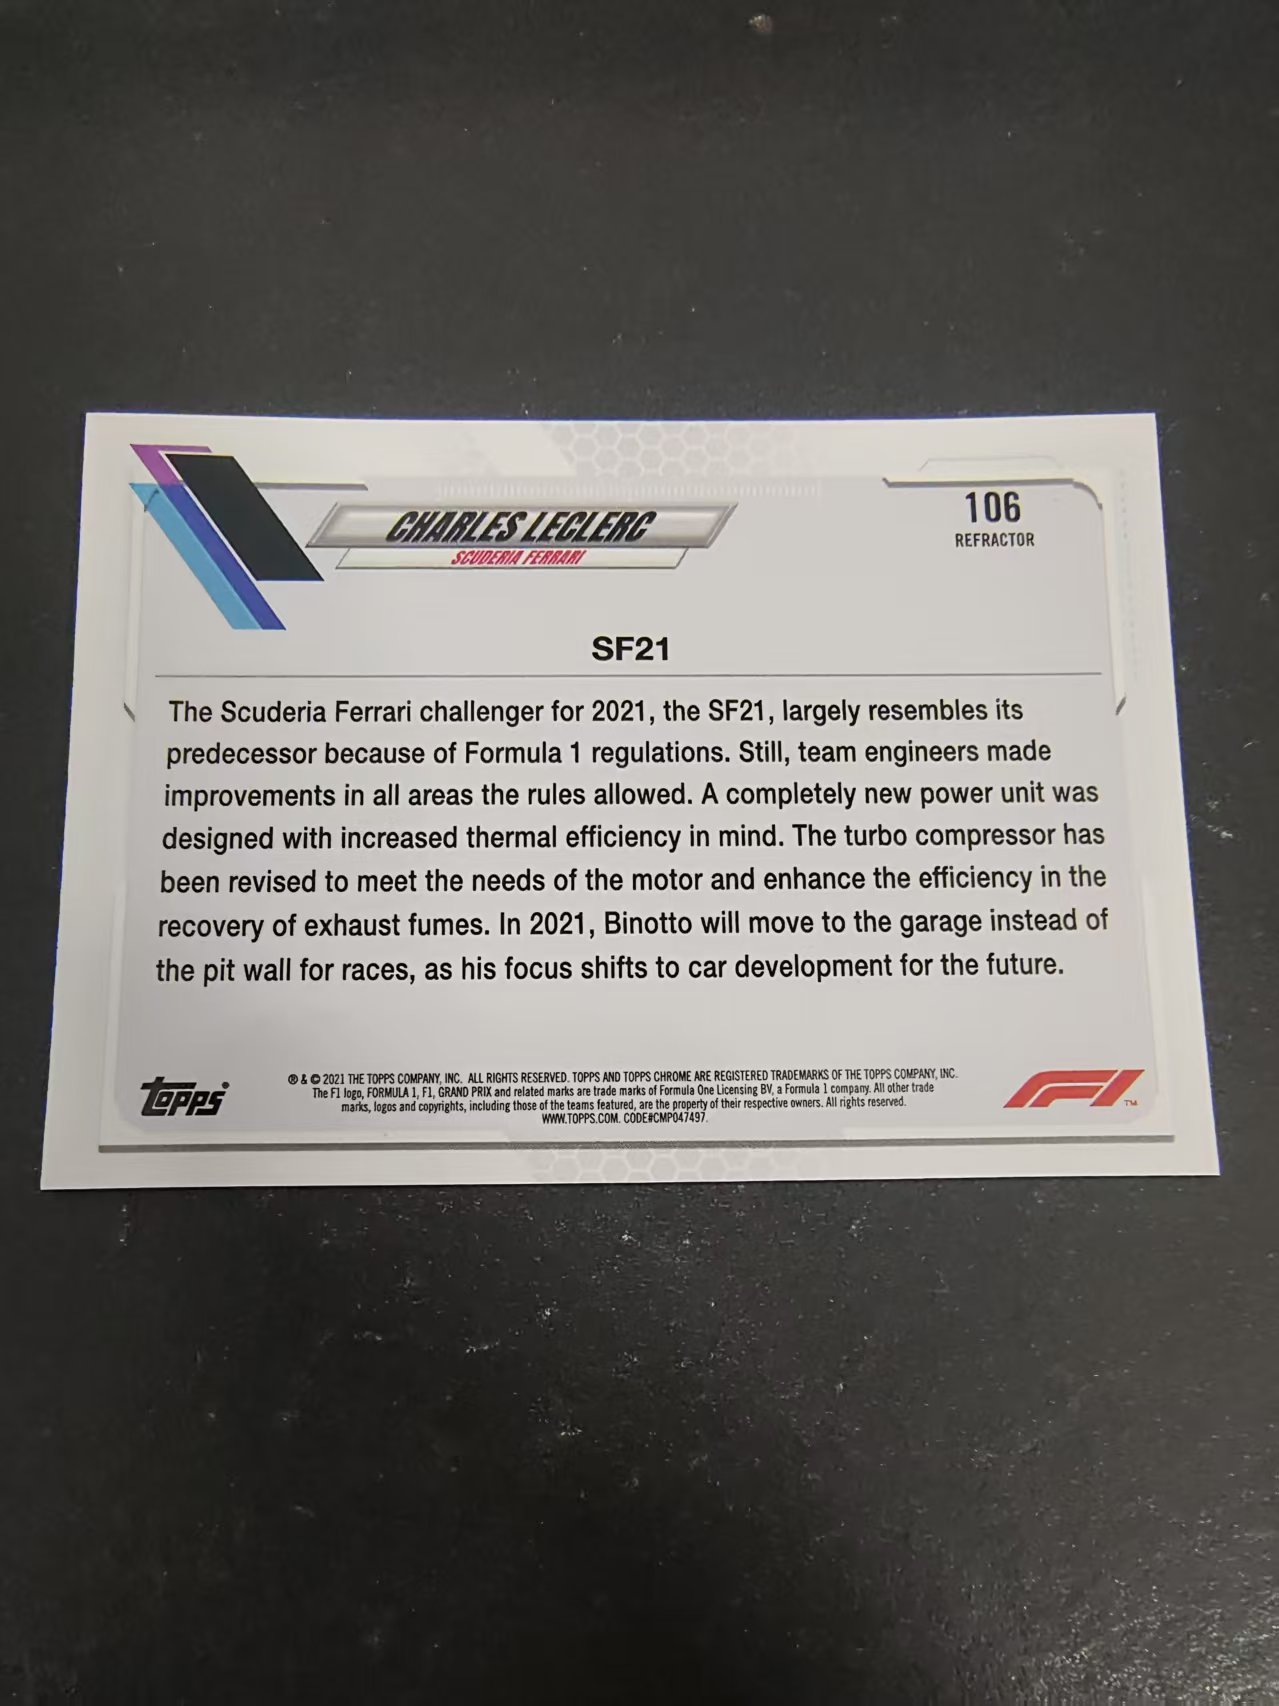 CHARLES LECLERC
SCUDERIA FERRARI
106
REFRACTOR
SF21
The Scuderia Ferrari challenger for 2021, the SF21, largely resembles its
predecessor because of Formula 1 regulations. Still, team engineers made
improvements in all areas the rules allowed. A completely new power unit was
designed with increased thermal efficiency in mind. The turbo compressor has
been revised to meet the needs of the motor and enhance the efficiency in the
recovery of exhaust fumes. In 2021, Binotto will move to the garage instead of
the pit wall for races, as his focus shifts to car development for the future.
topps
® & © 2021 THE TOPPS COMPANY, INC. ALL RIGHTS RESERVED. TOPPS AND TOPPS CHROME ARE REGISTERED TRADEMARKS OF THE TOPPS COMPANY, INC.
The F1 logo, FORMULA 1, F1, GRAND PRIX and related marks are trade marks of Formula One Licensing BV, a Formula 1 company. All other trade
marks, logos and copyrights, including those of the teams featured, are the property of their respective owners. All rights reserved.
WWW.TOPPS.COM. CODE#CMP047497.
F1 TM